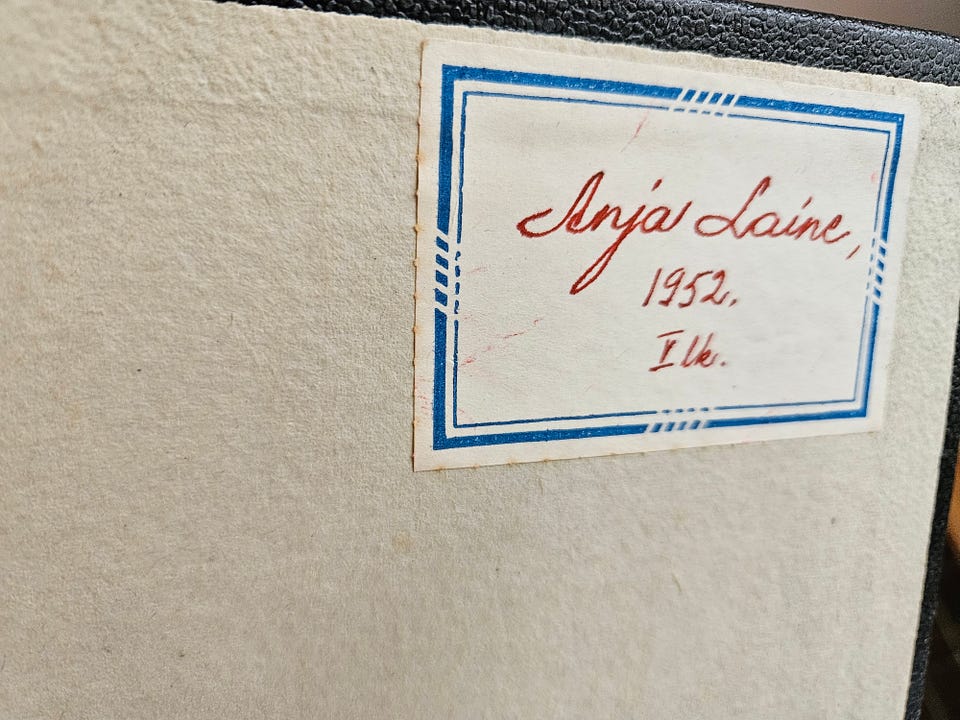 Anja Laine,
1952.
I lk.